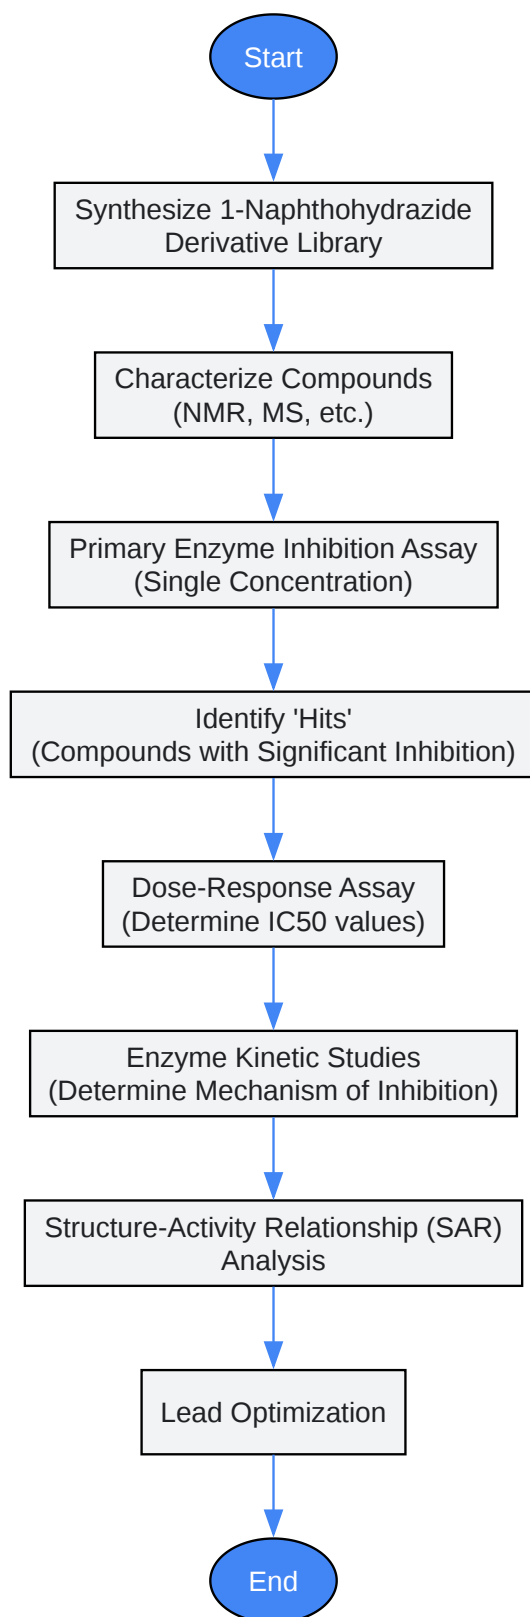 Start
Synthesize 1-Naphthohydrazide
Derivative Library
Characterize Compounds
(NMR, MS, etc.)
Primary Enzyme Inhibition Assay
(Single Concentration)
Identify 'Hits'
(Compounds with Significant Inhibition)
Dose-Response Assay
(Determine IC50 values)
Enzyme Kinetic Studies
(Determine Mechanism of Inhibition)
Structure-Activity Relationship (SAR)
Analysis
Lead Optimization
End